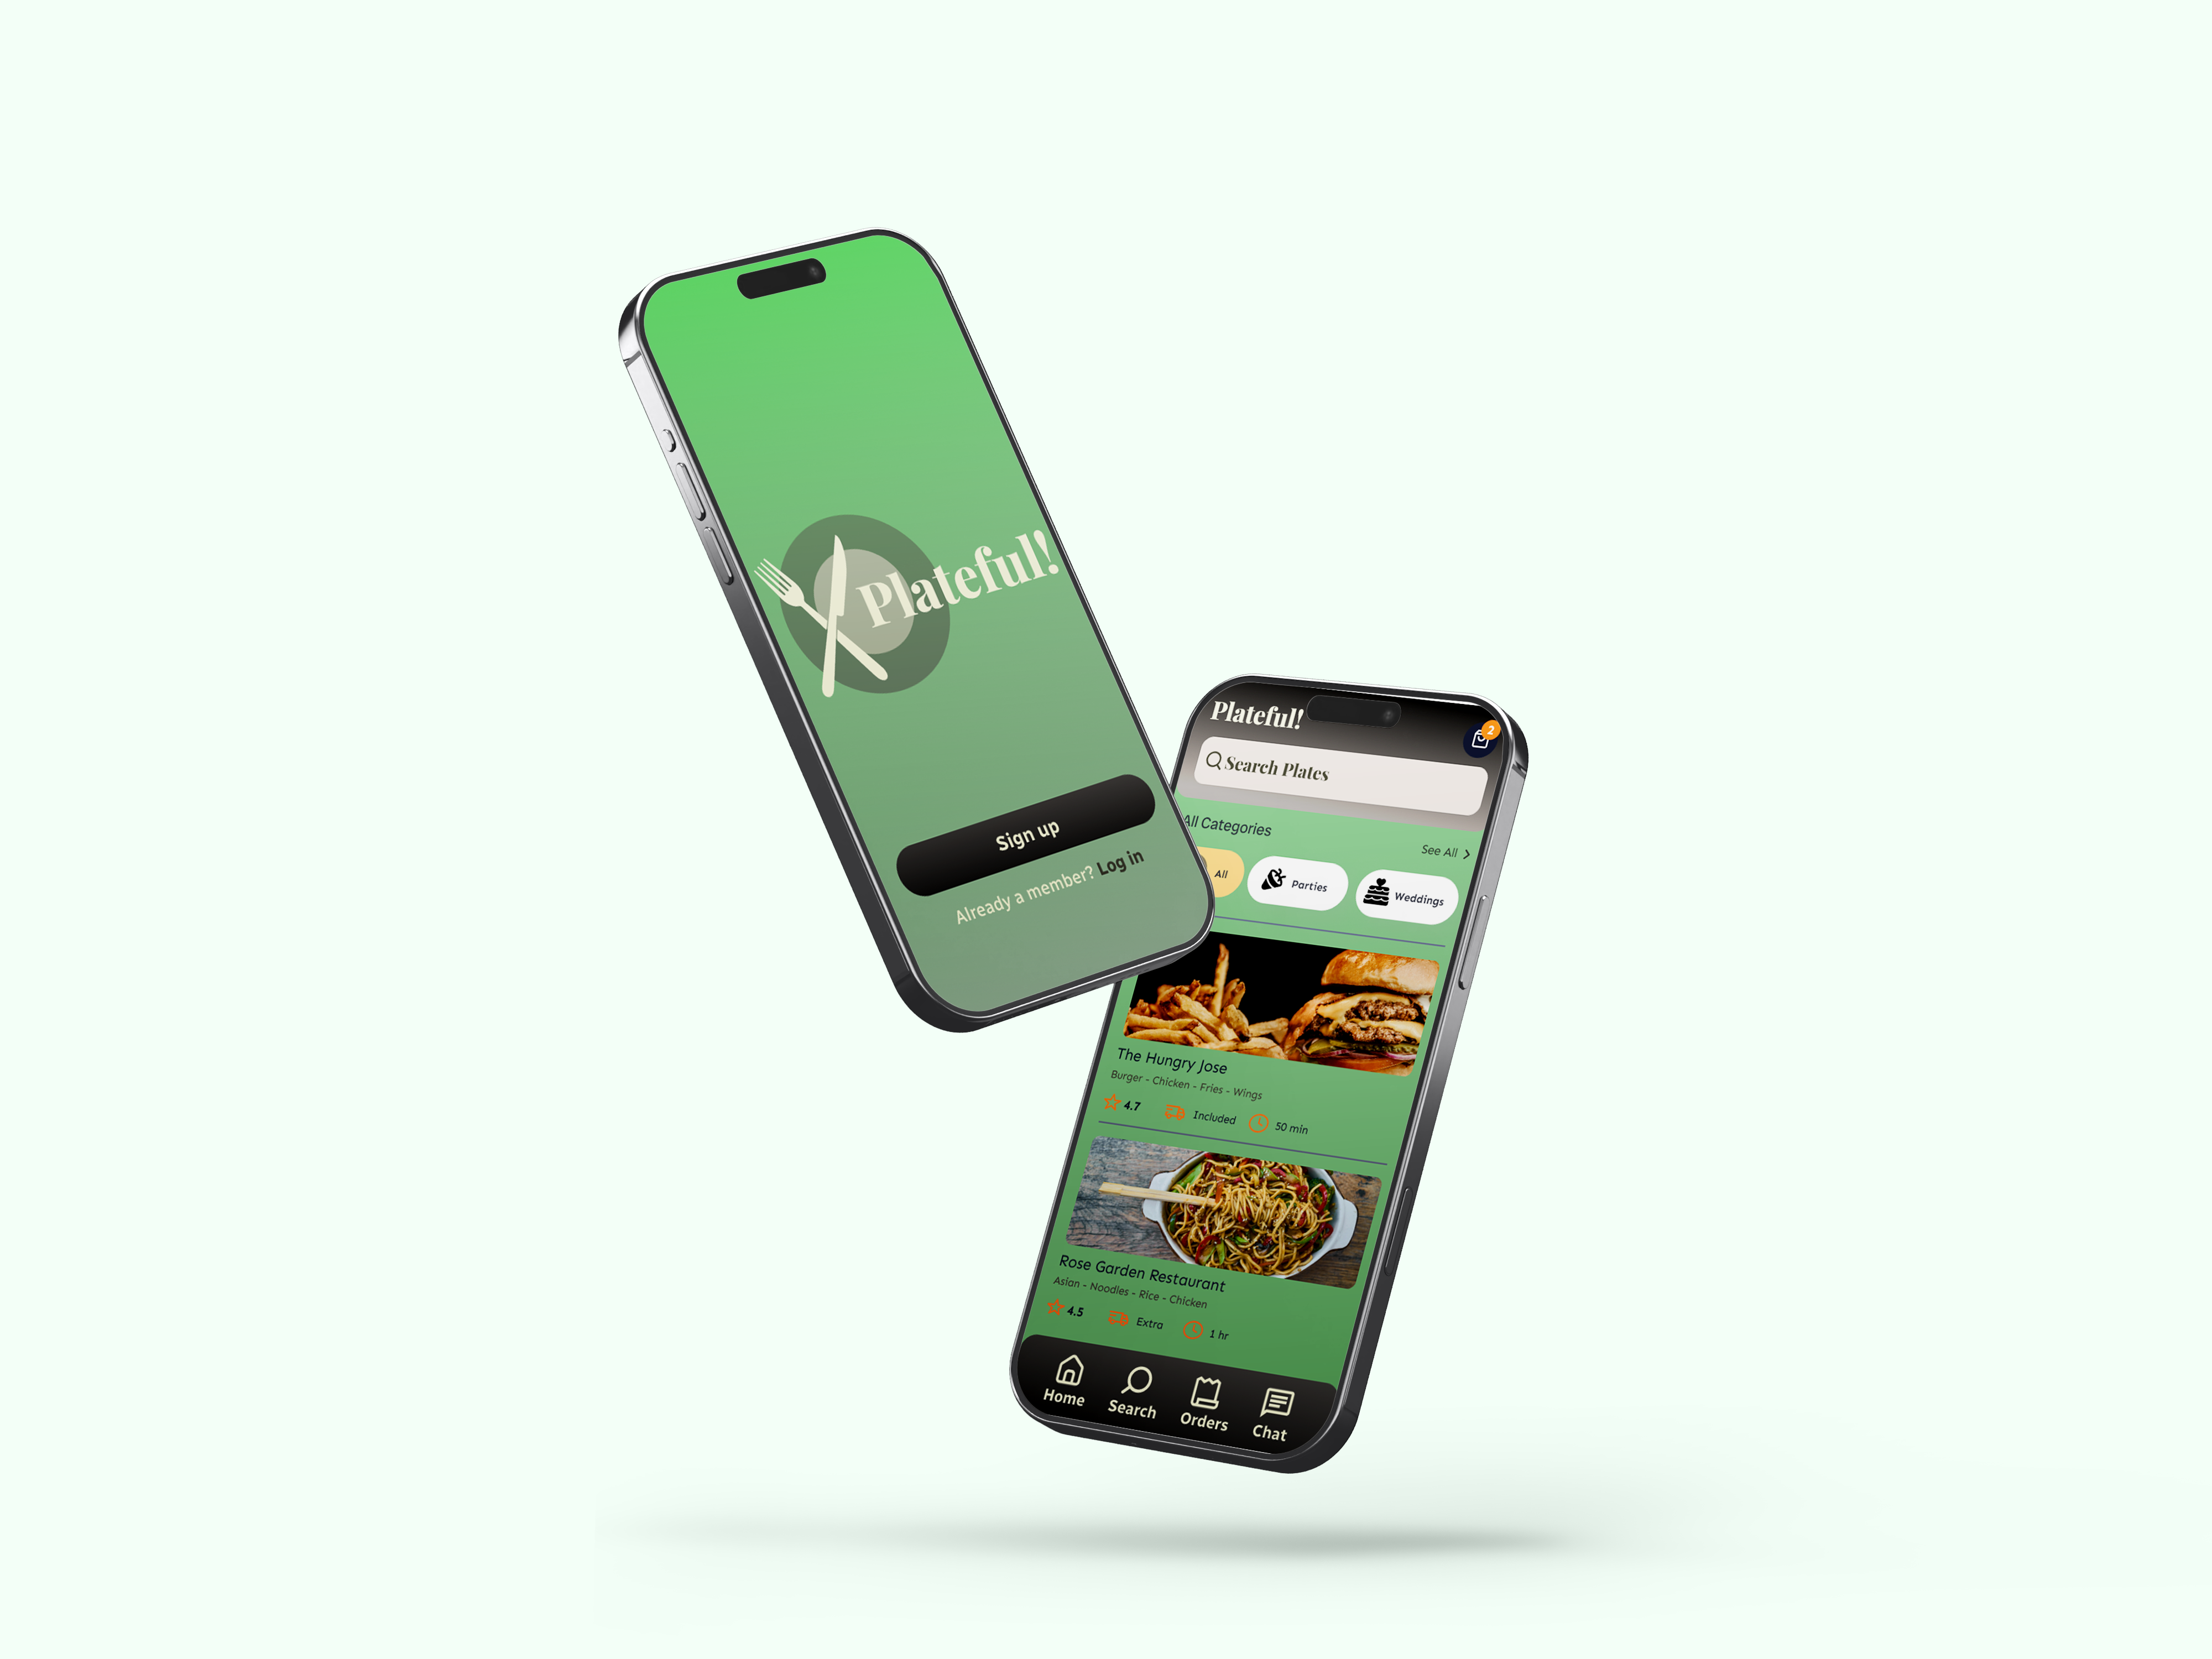 Plateful!
Sign up
Already a member? Log in
Plateful!
2
Search Plates
All Categories
See All
All
Parties
Weddings
The Hungry Jose
Burger - Chicken - Fries - Wings
4.7 Included 50 min
Rose Garden Restaurant
Asian - Noodles - Rice - Chicken
4.5 Extra 1 hr
Home Search Orders Chat